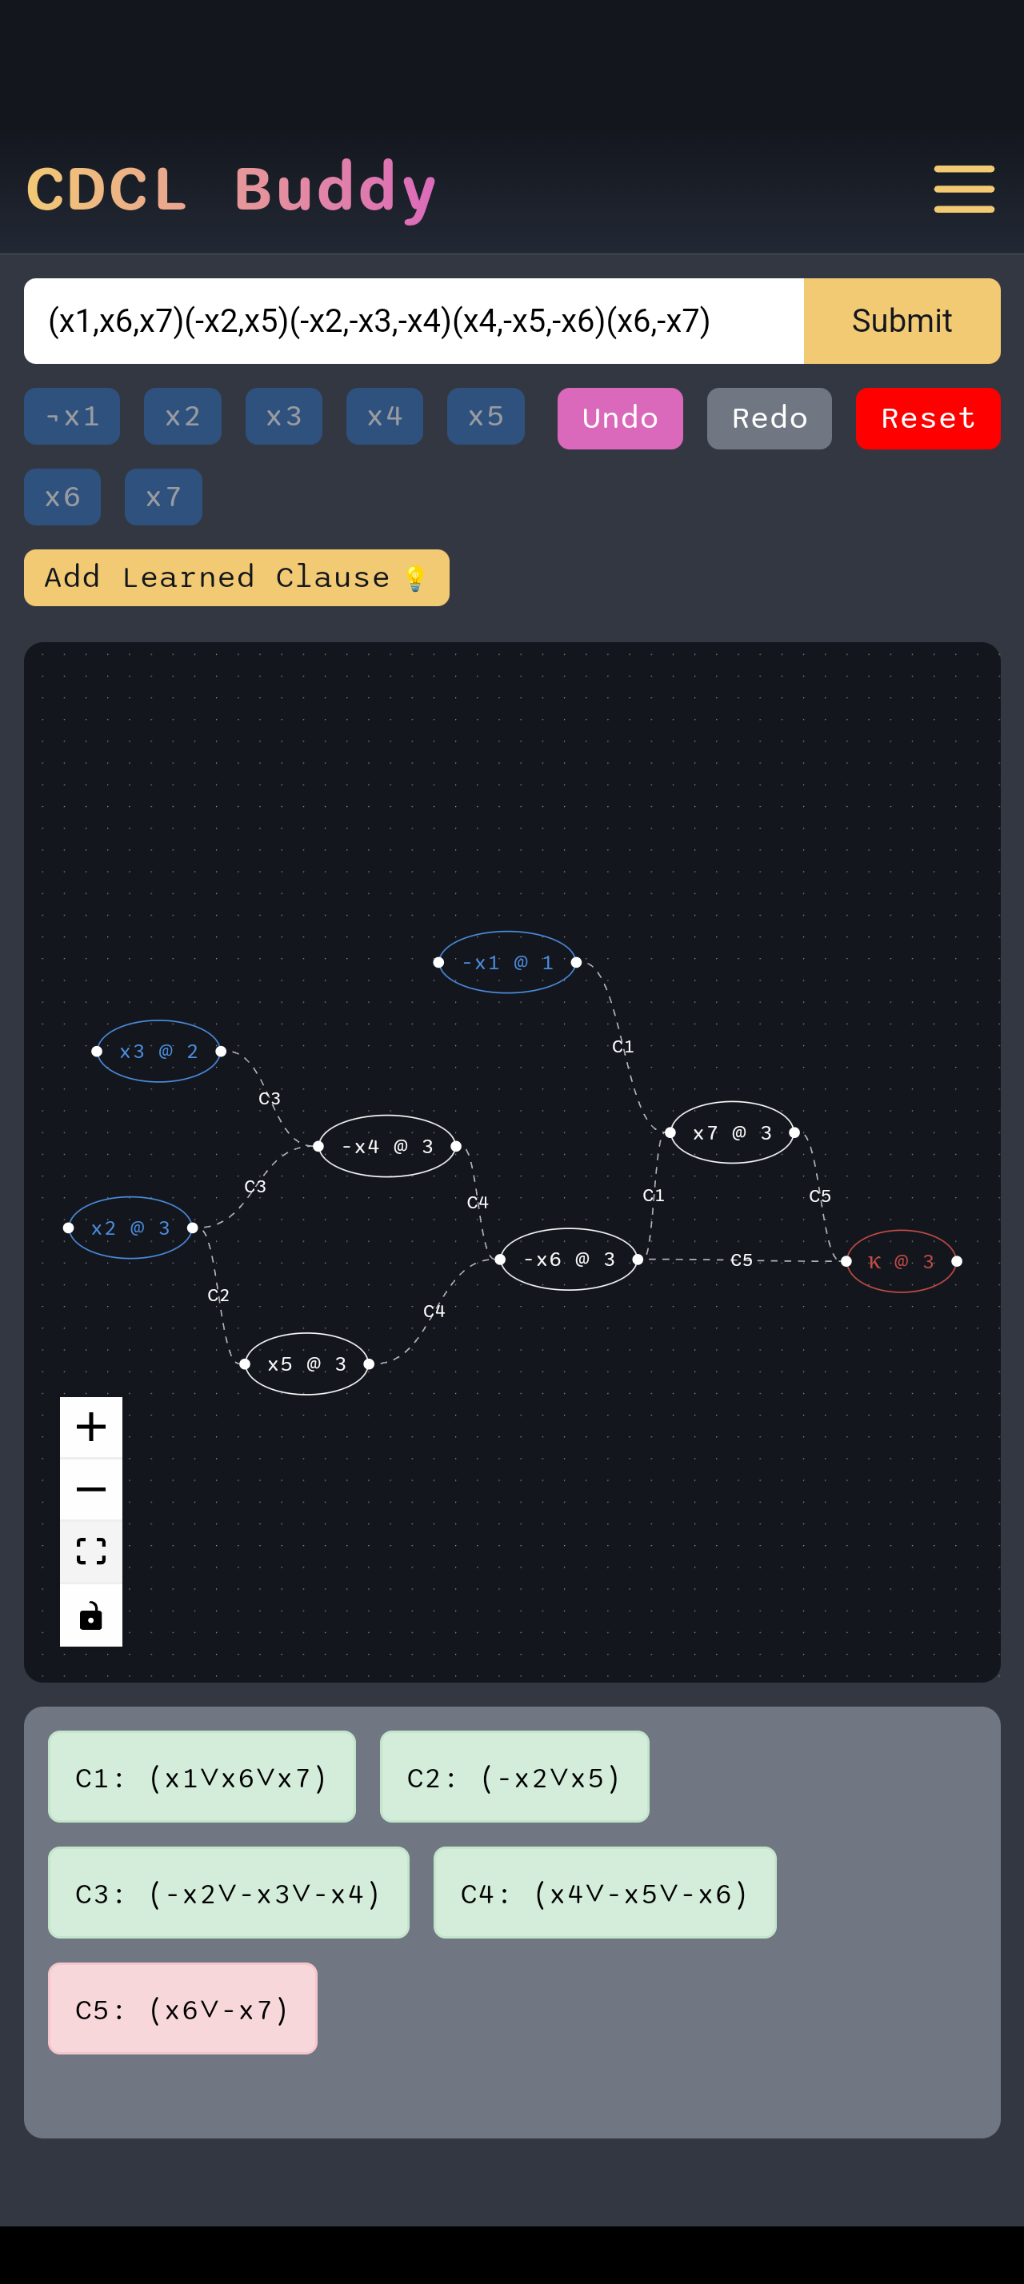 CDCL Buddy
(x1,x6,x7)(-x2,x5)(-x2,-x3,-x4)(x4,-x5,-x6)(x6,-x7) Submit
¬x1 x2 x3 x4 x5 Undo Redo Reset
x6 x7
Add Learned Clause 💡
-x1 @ 1
C1
x3 @ 2
C3
x7 @ 3
-x4 @ 3
C3
C4
C1
C5
x2 @ 3
-x6 @ 3
C5
K @ 3
C2
C4
x5 @ 3
C1: (x1∨x6∨x7) C2: (-x2∨x5)
C3: (-x2∨-x3∨-x4) C4: (x4∨-x5∨-x6)
C5: (x6∨-x7)